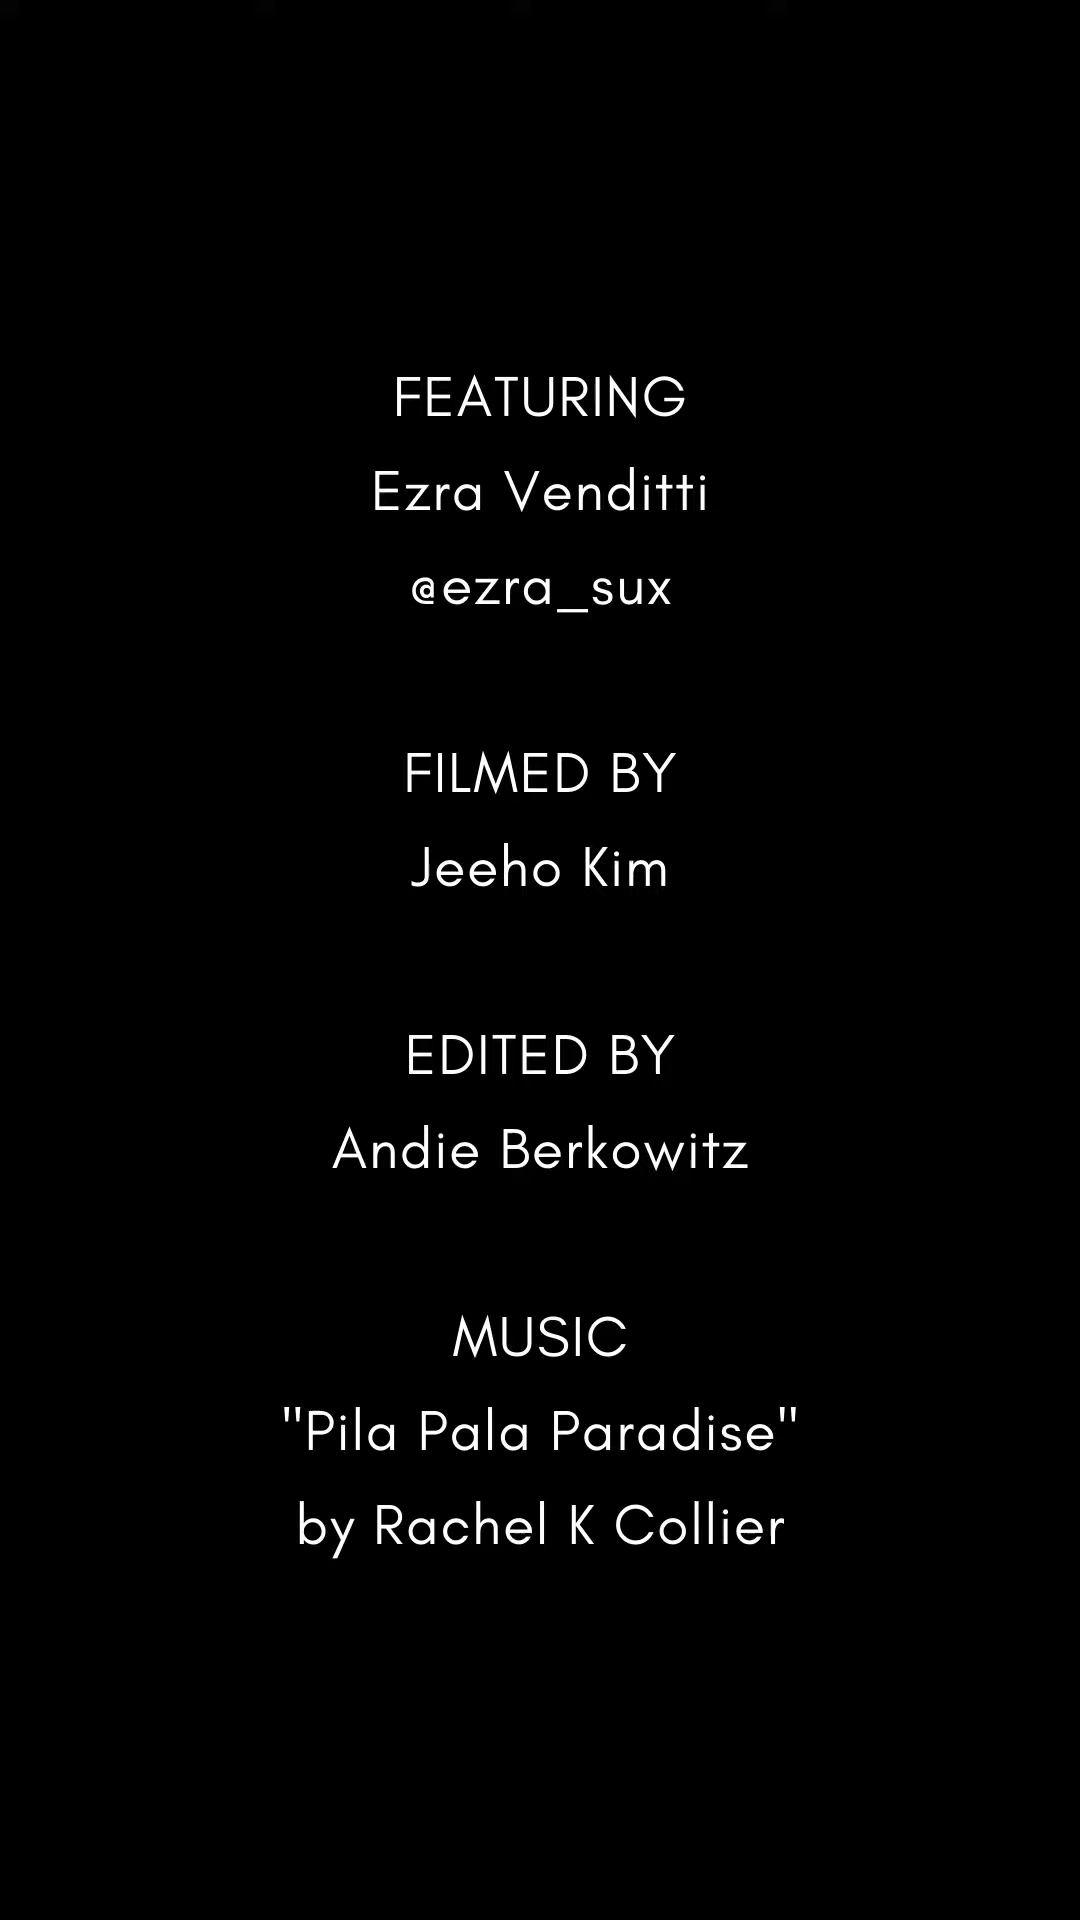 FEATURING
Ezra Venditti
@ezra_sux
FILMED BY
Jeeho Kim
EDITED BY
Andie Berkowitz
MUSIC
"Pila Pala Paradise"
by Rachel K Collier